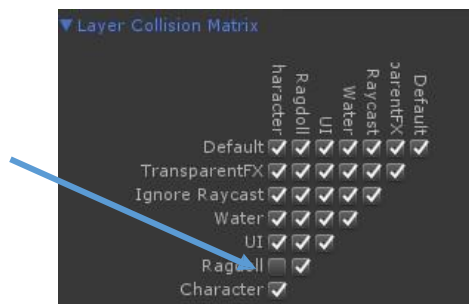 Layer Collision Matrix
haracter
Ragdoll
UI
Water
Raycast
parentFX
Default
Default
TransparentFX
Ignore Raycast
Water
UI
Ragdoll
Character